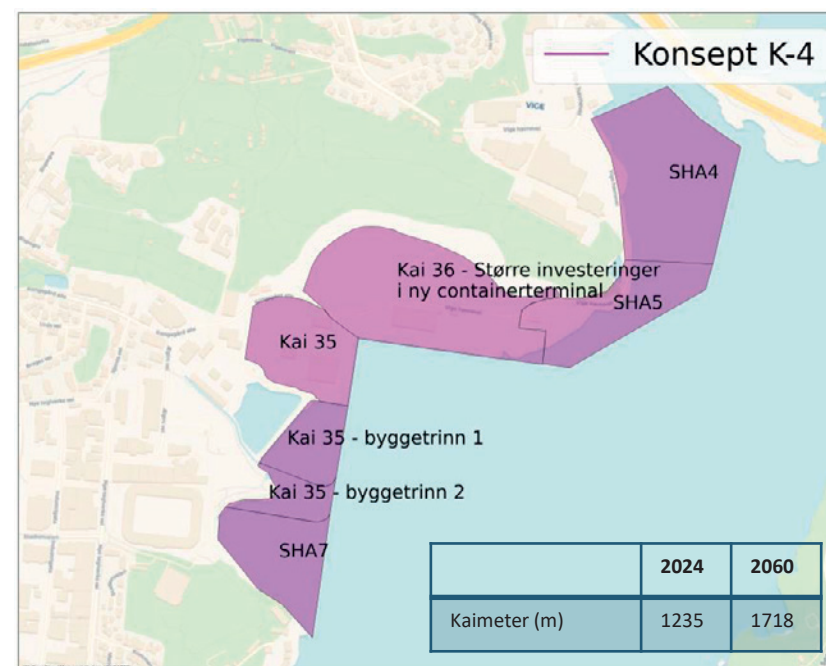 Konsept K-4
VIGE
SHA4
Kai 36 - Større investeringer
i ny containerterminal
SHA5
Kai 35
Kai 35 - byggetrinn 1
Kai 35 - byggetrinn 2
SHA7
2024 2060
Kaimeter (m) 1235 1718